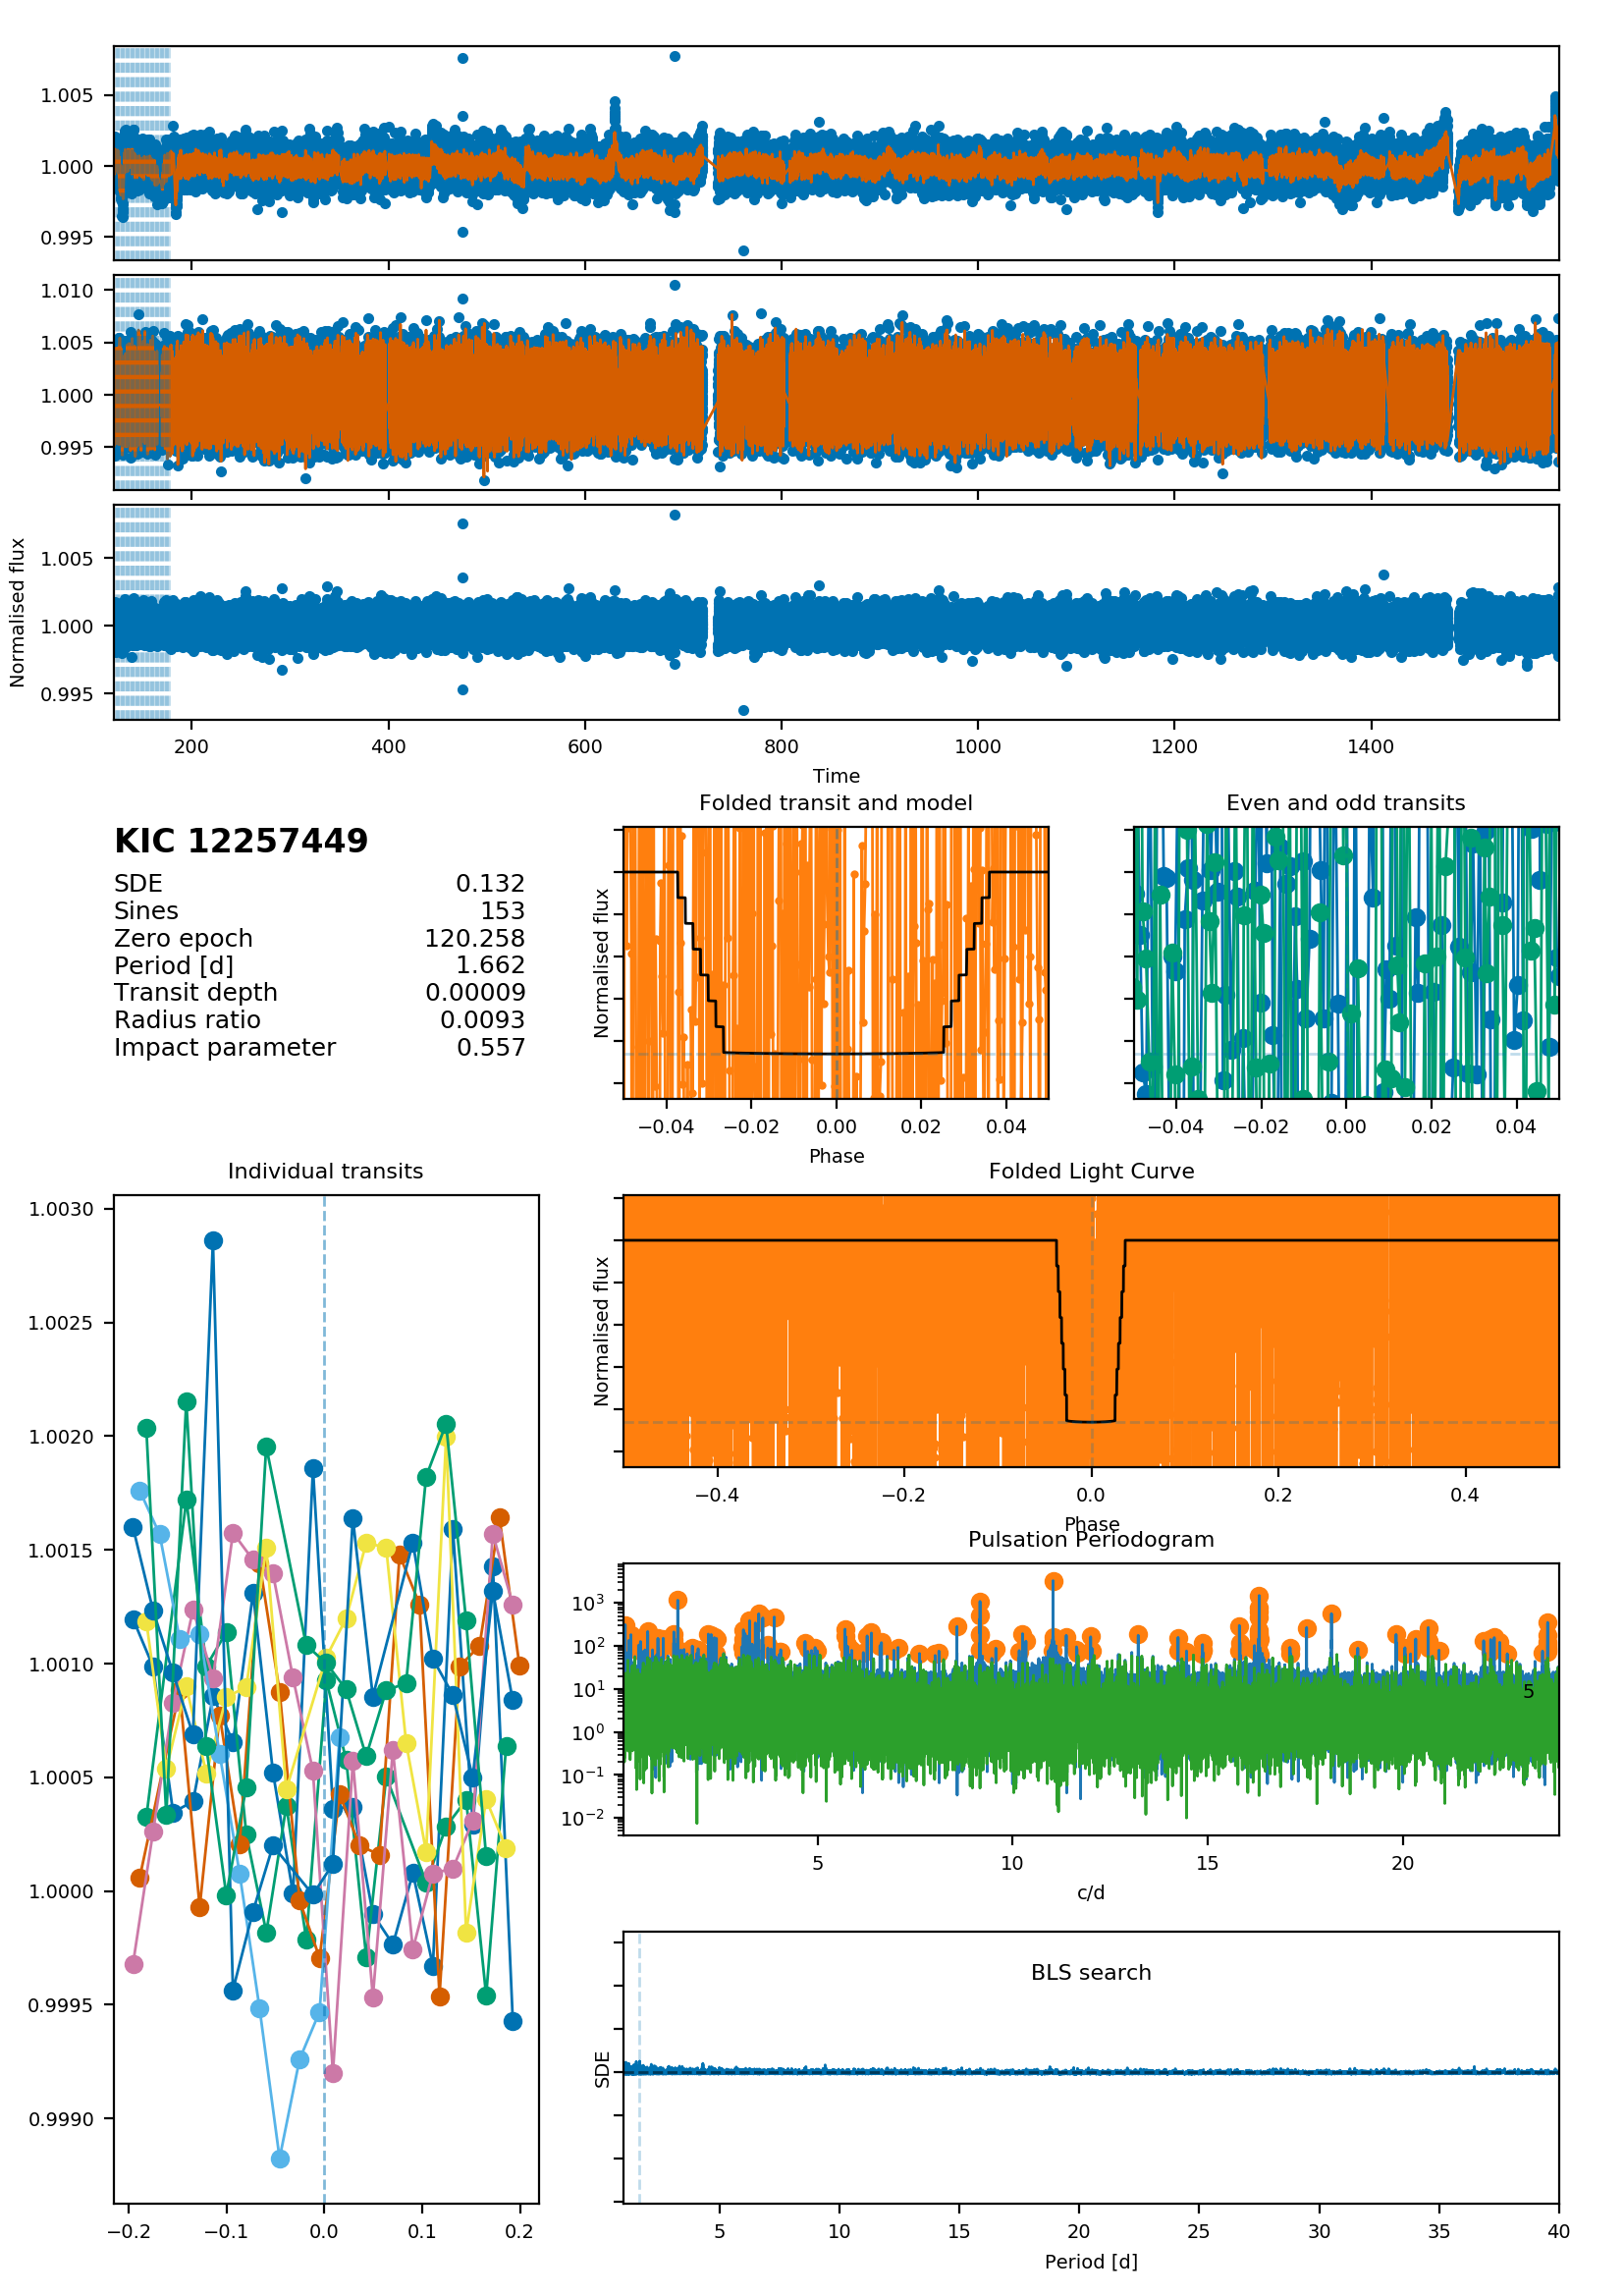 1.005
1.000
0.995
1.010
1.005
1.000
0.995
1.005
1.000
0.995
Normalised flux
200 400 600 800 1000 1200 1400
Time
KIC 12257449
SDE 0.132
Sines 153
Zero epoch 120.258
Period [d] 1.662
Transit depth 0.00009
Radius ratio 0.0093
Impact parameter 0.557
Folded transit and model
Normalised flux
−0.04 −0.02 0.00 0.02 0.04
Phase
Even and odd transits
−0.04 −0.02 0.00 0.02 0.04
Individual transits
1.0030
1.0025
1.0020
1.0015
1.0010
1.0005
1.0000
0.9995
0.9990
−0.2 −0.1 0.0 0.1 0.2
Folded Light Curve
Normalised flux
−0.4 −0.2 0.0 0.2 0.4
Phase
Pulsation Periodogram
10³
10²
10¹
10⁰
10⁻¹
10⁻²
5
5 10 15 20
c/d
BLS search
SDE
5 10 15 20 25 30 35 40
Period [d]